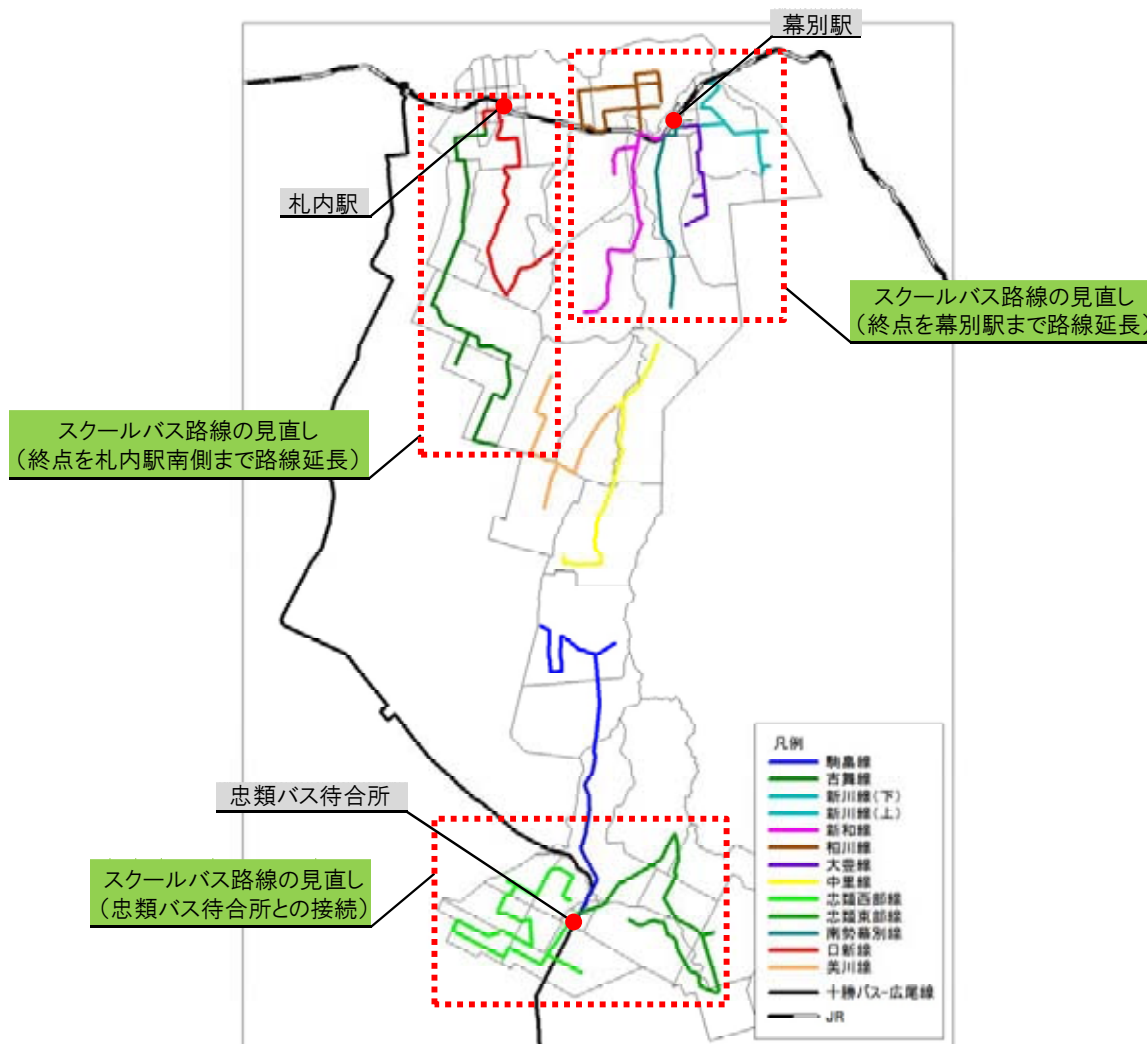 幕別駅
札内駅
スクールバス路線の見直し
（終点を幕別駅まで路線延長）
スクールバス路線の見直し
（終点を札内駅南側まで路線延長）
忠類バス待合所
スクールバス路線の見直し
（忠類バス待合所との接続）
凡例
駒畠線
古舞線
新川線(下)
新川線(上)
新和線
相川線
大豊線
中里線
忠類西部線
忠類東部線
南勢幕別線
日新線
美川線
十勝バス-広尾線
JR